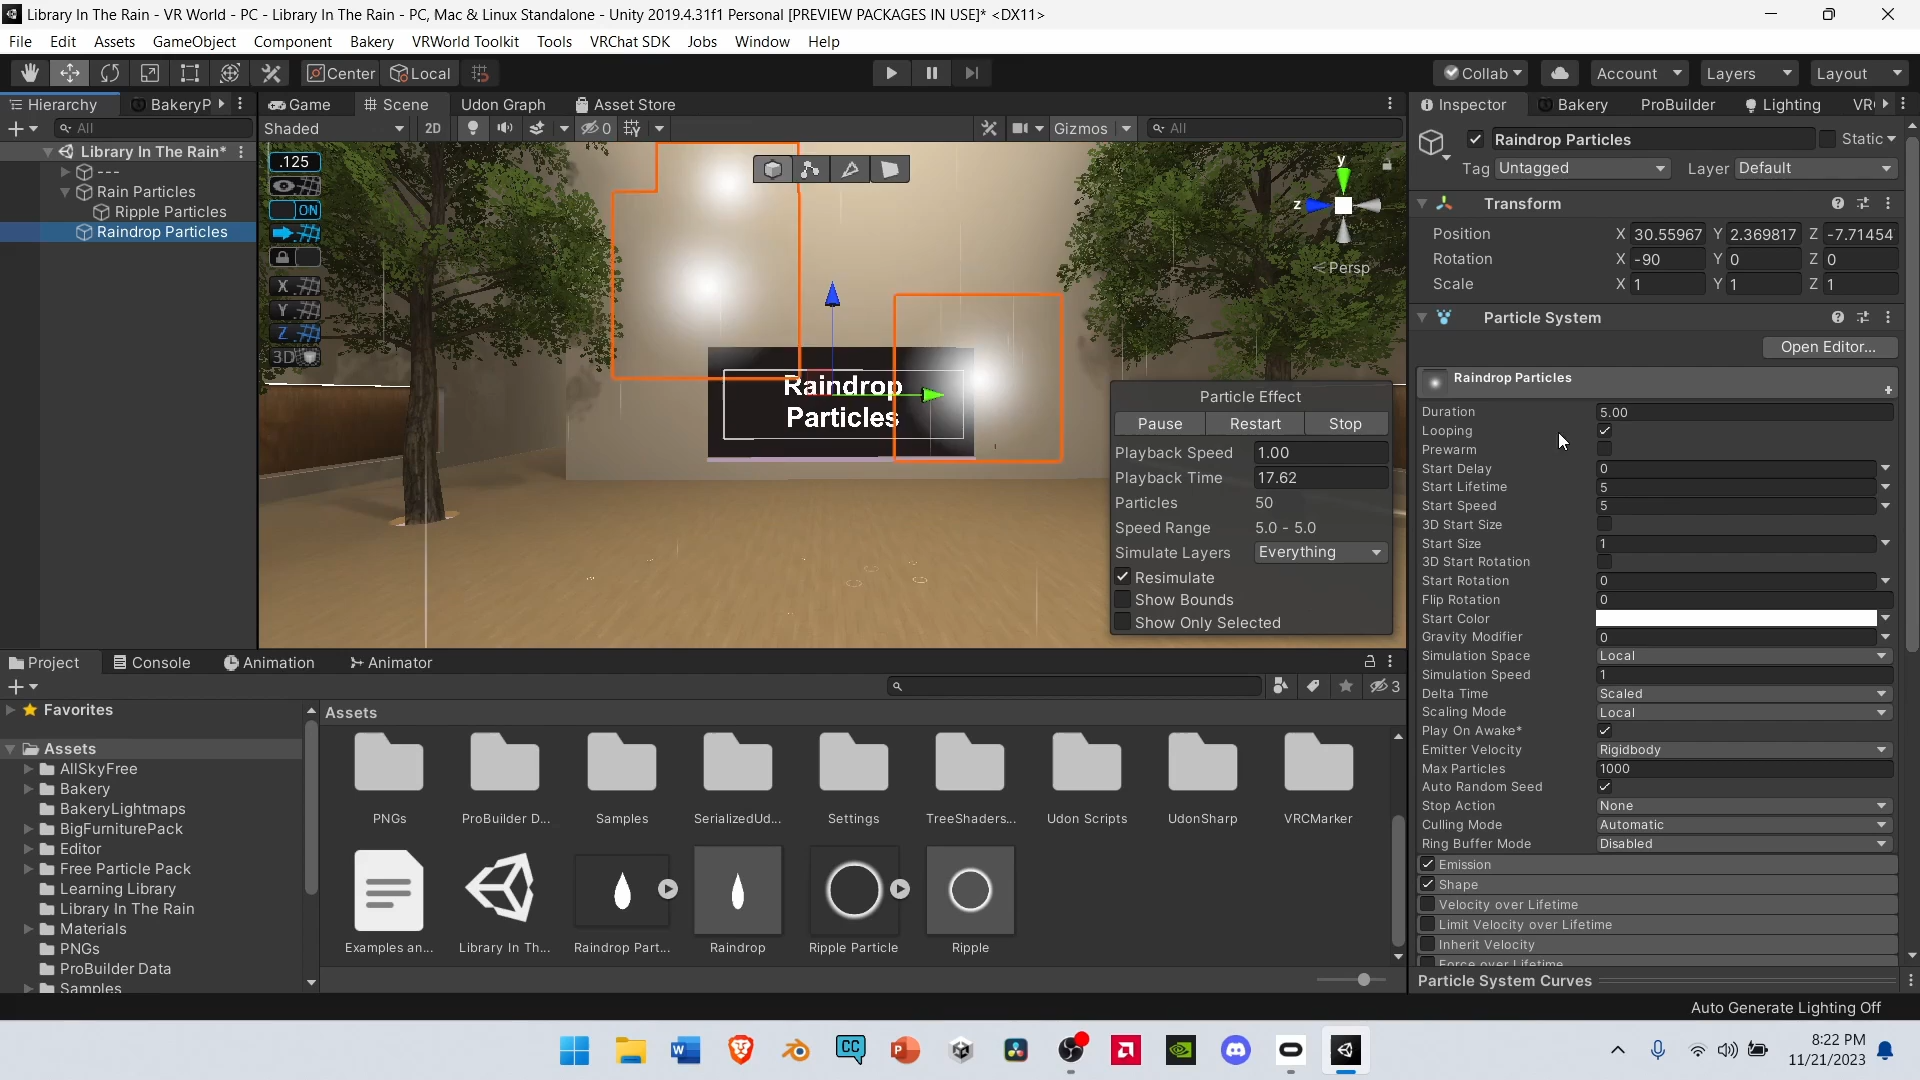 Library In The Rain - VR World - PC - Library In The Rain - PC, Mac & Linux Standalone - Unity 2019.4.31f1 Personal [PREVIEW PACKAGES IN USE]* <DX11>
File Edit Assets GameObject Component Bakery VRWorld Toolkit Tools VRChat SDK Jobs Window Help
Center Local Collab Account Layers Layout
Hierarchy BakeryP Game Scene Udon Graph Asset Store Inspector Bakery ProBuilder Lighting VR
All Shaded 2D 0 Gizmos All
Raindrop Particles Static
Tag Untagged Layer Default
Library In The Rain*
---
Rain Particles
Ripple Particles
Raindrop Particles
.125
ON
X
Y
Z
3D
y
z
Persp
Raindrop
Particles
Particle Effect
Pause Restart Stop
Playback Speed 1.00
Playback Time 17.62
Particles 50
Speed Range 5.0 - 5.0
Simulate Layers Everything
Resimulate
Show Bounds
Show Only Selected
Transform
Position X 30.55967 Y 2.369817 Z -7.71454
Rotation X -90 Y 0 Z 0
Scale X 1 Y 1 Z 1
Particle System
Open Editor...
Raindrop Particles
Duration 5.00
Looping
Prewarm
Start Delay 0
Start Lifetime 5
Start Speed 5
3D Start Size
Start Size 1
3D Start Rotation
Start Rotation 0
Flip Rotation 0
Start Color
Gravity Modifier 0
Simulation Space Local
Simulation Speed 1
Delta Time Scaled
Scaling Mode Local
Play On Awake*
Emitter Velocity Rigidbody
Max Particles 1000
Auto Random Seed
Stop Action None
Culling Mode Automatic
Ring Buffer Mode Disabled
Emission
Shape
Velocity over Lifetime
Limit Velocity over Lifetime
Inherit Velocity
Force over Lifetime
Particle System Curves
Project Console Animation Animator
3
Favorites
Assets
AllSkyFree
Bakery
BakeryLightmaps
BigFurniturePack
Editor
Free Particle Pack
Learning Library
Library In The Rain
Materials
PNGs
ProBuilder Data
Samples
Assets
PNGs ProBuilder D... Samples SerializedUd... Settings TreeShaders... Udon Scripts UdonSharp VRCMarker
Examples an... Library In Th... Raindrop Part... Raindrop Ripple Particle Ripple
Auto Generate Lighting Off
8:22 PM
11/21/2023